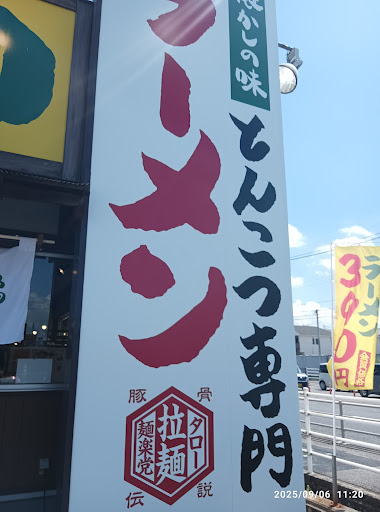 かしの味
とんこつ専門
ラーメン
豚骨
拉麺
タロー
麺楽党
伝説
ラーメン
390円
2025/09/06 11:20